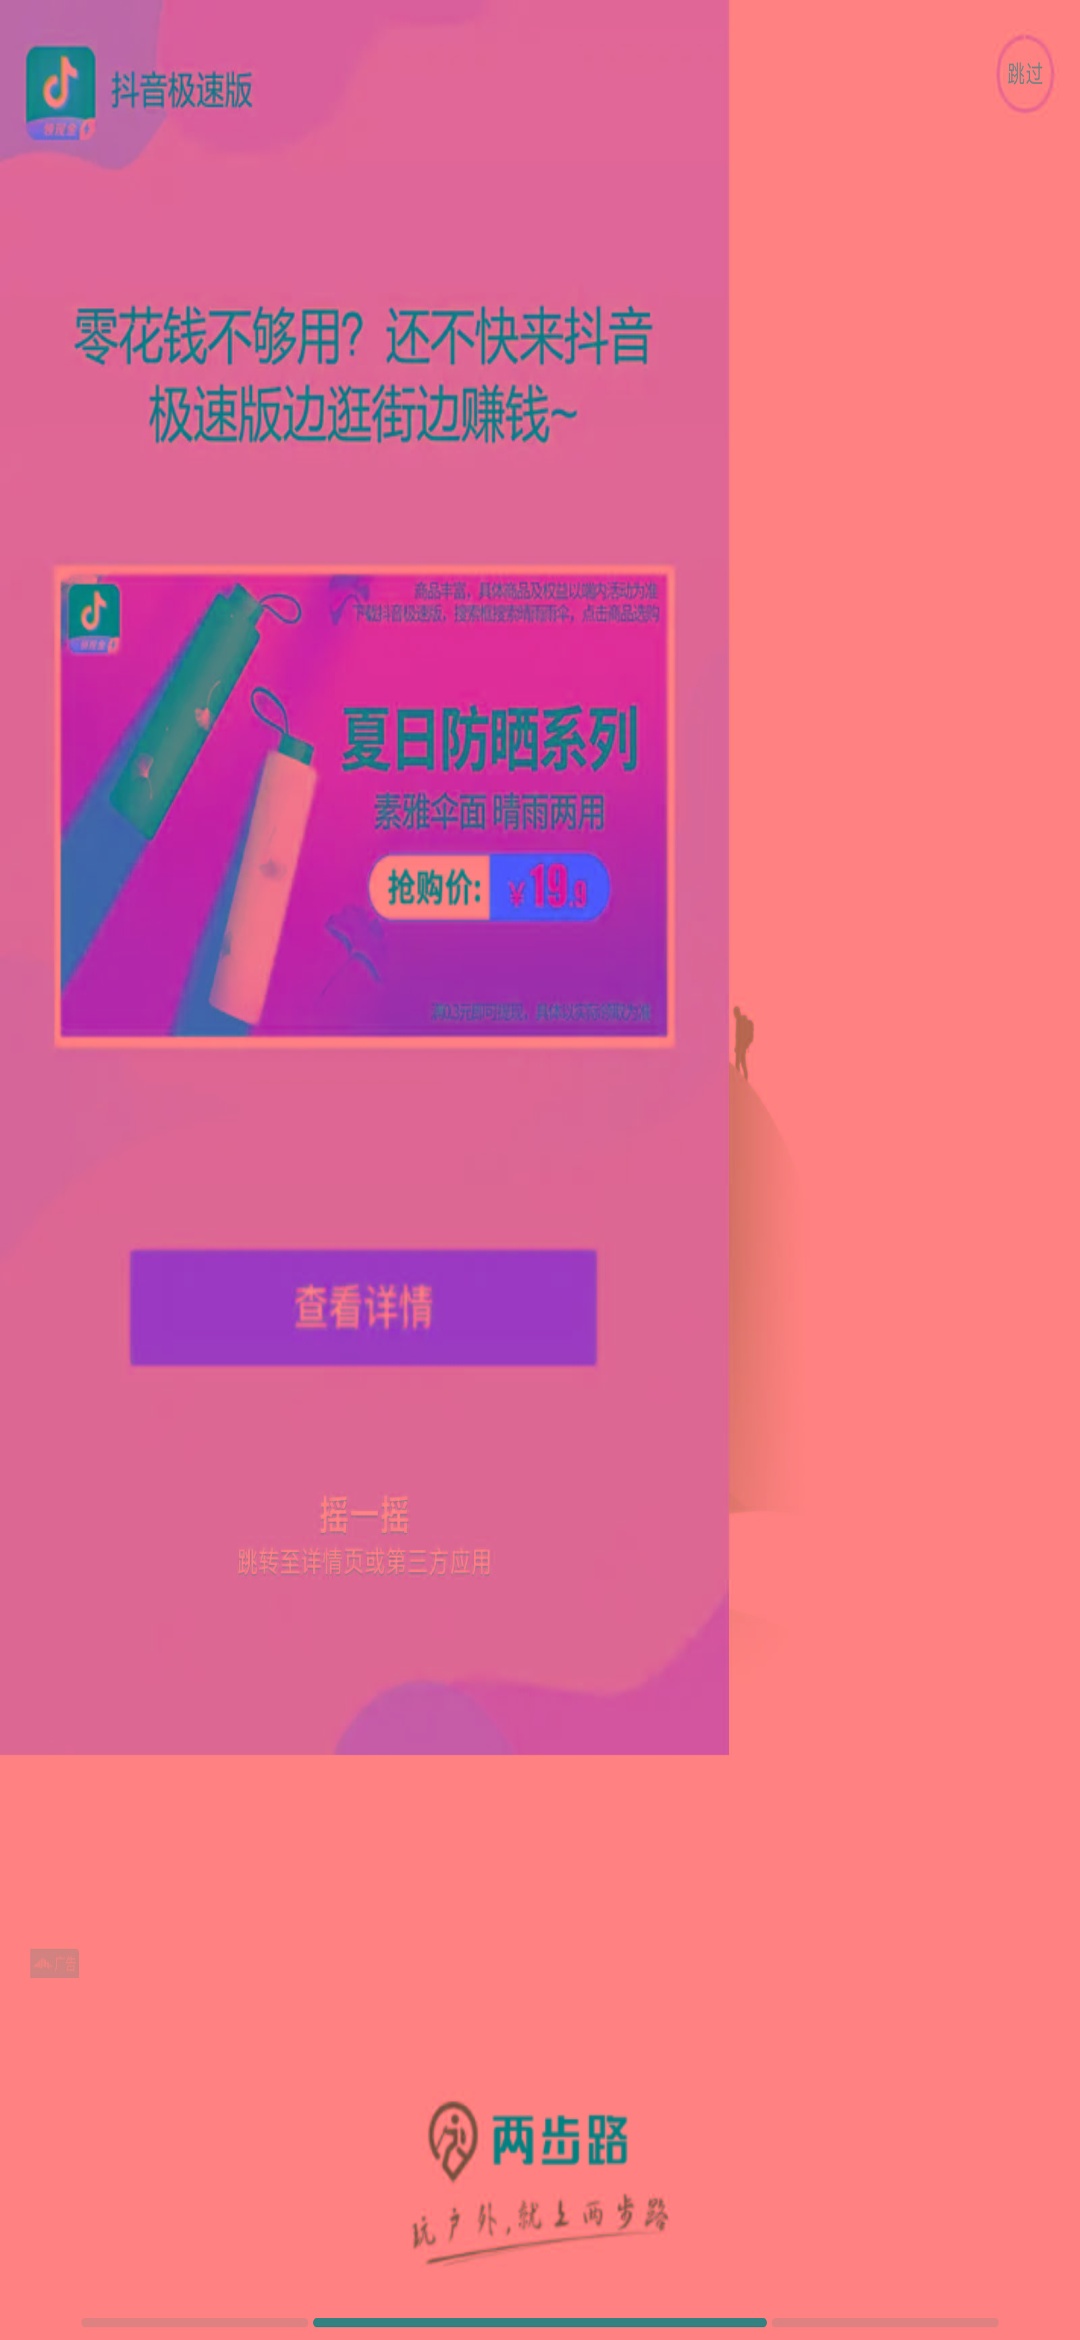 抖音极速版
跳过
零花钱不够用？还不快来抖音
极速版边逛街边赚钱~
商品丰富，具体商品及权益以端内活动为准
下载抖音极速版，搜索框搜索晴雨雨伞，点击商品选购
夏日防晒系列
素雅伞面 晴雨两用
抢购价:
¥19.9
查看详情
摇一摇
跳转至详情页或第三方应用
广告
两步路
玩户外,就上两步路